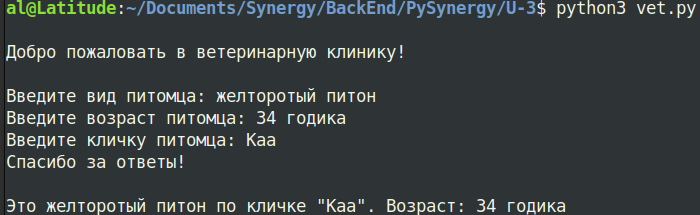 al@Latitude:~/Documents/Synergy/BackEnd/PySynergy/U-3$ python3 vet.py
Добро пожаловать в ветеринарную клинику!
Введите вид питомца: желторотый питон
Введите возраст питомца: 34 годика
Введите кличку питомца: Каа
Спасибо за ответы!
Это желторотый питон по кличке "Каа". Возраст: 34 годика